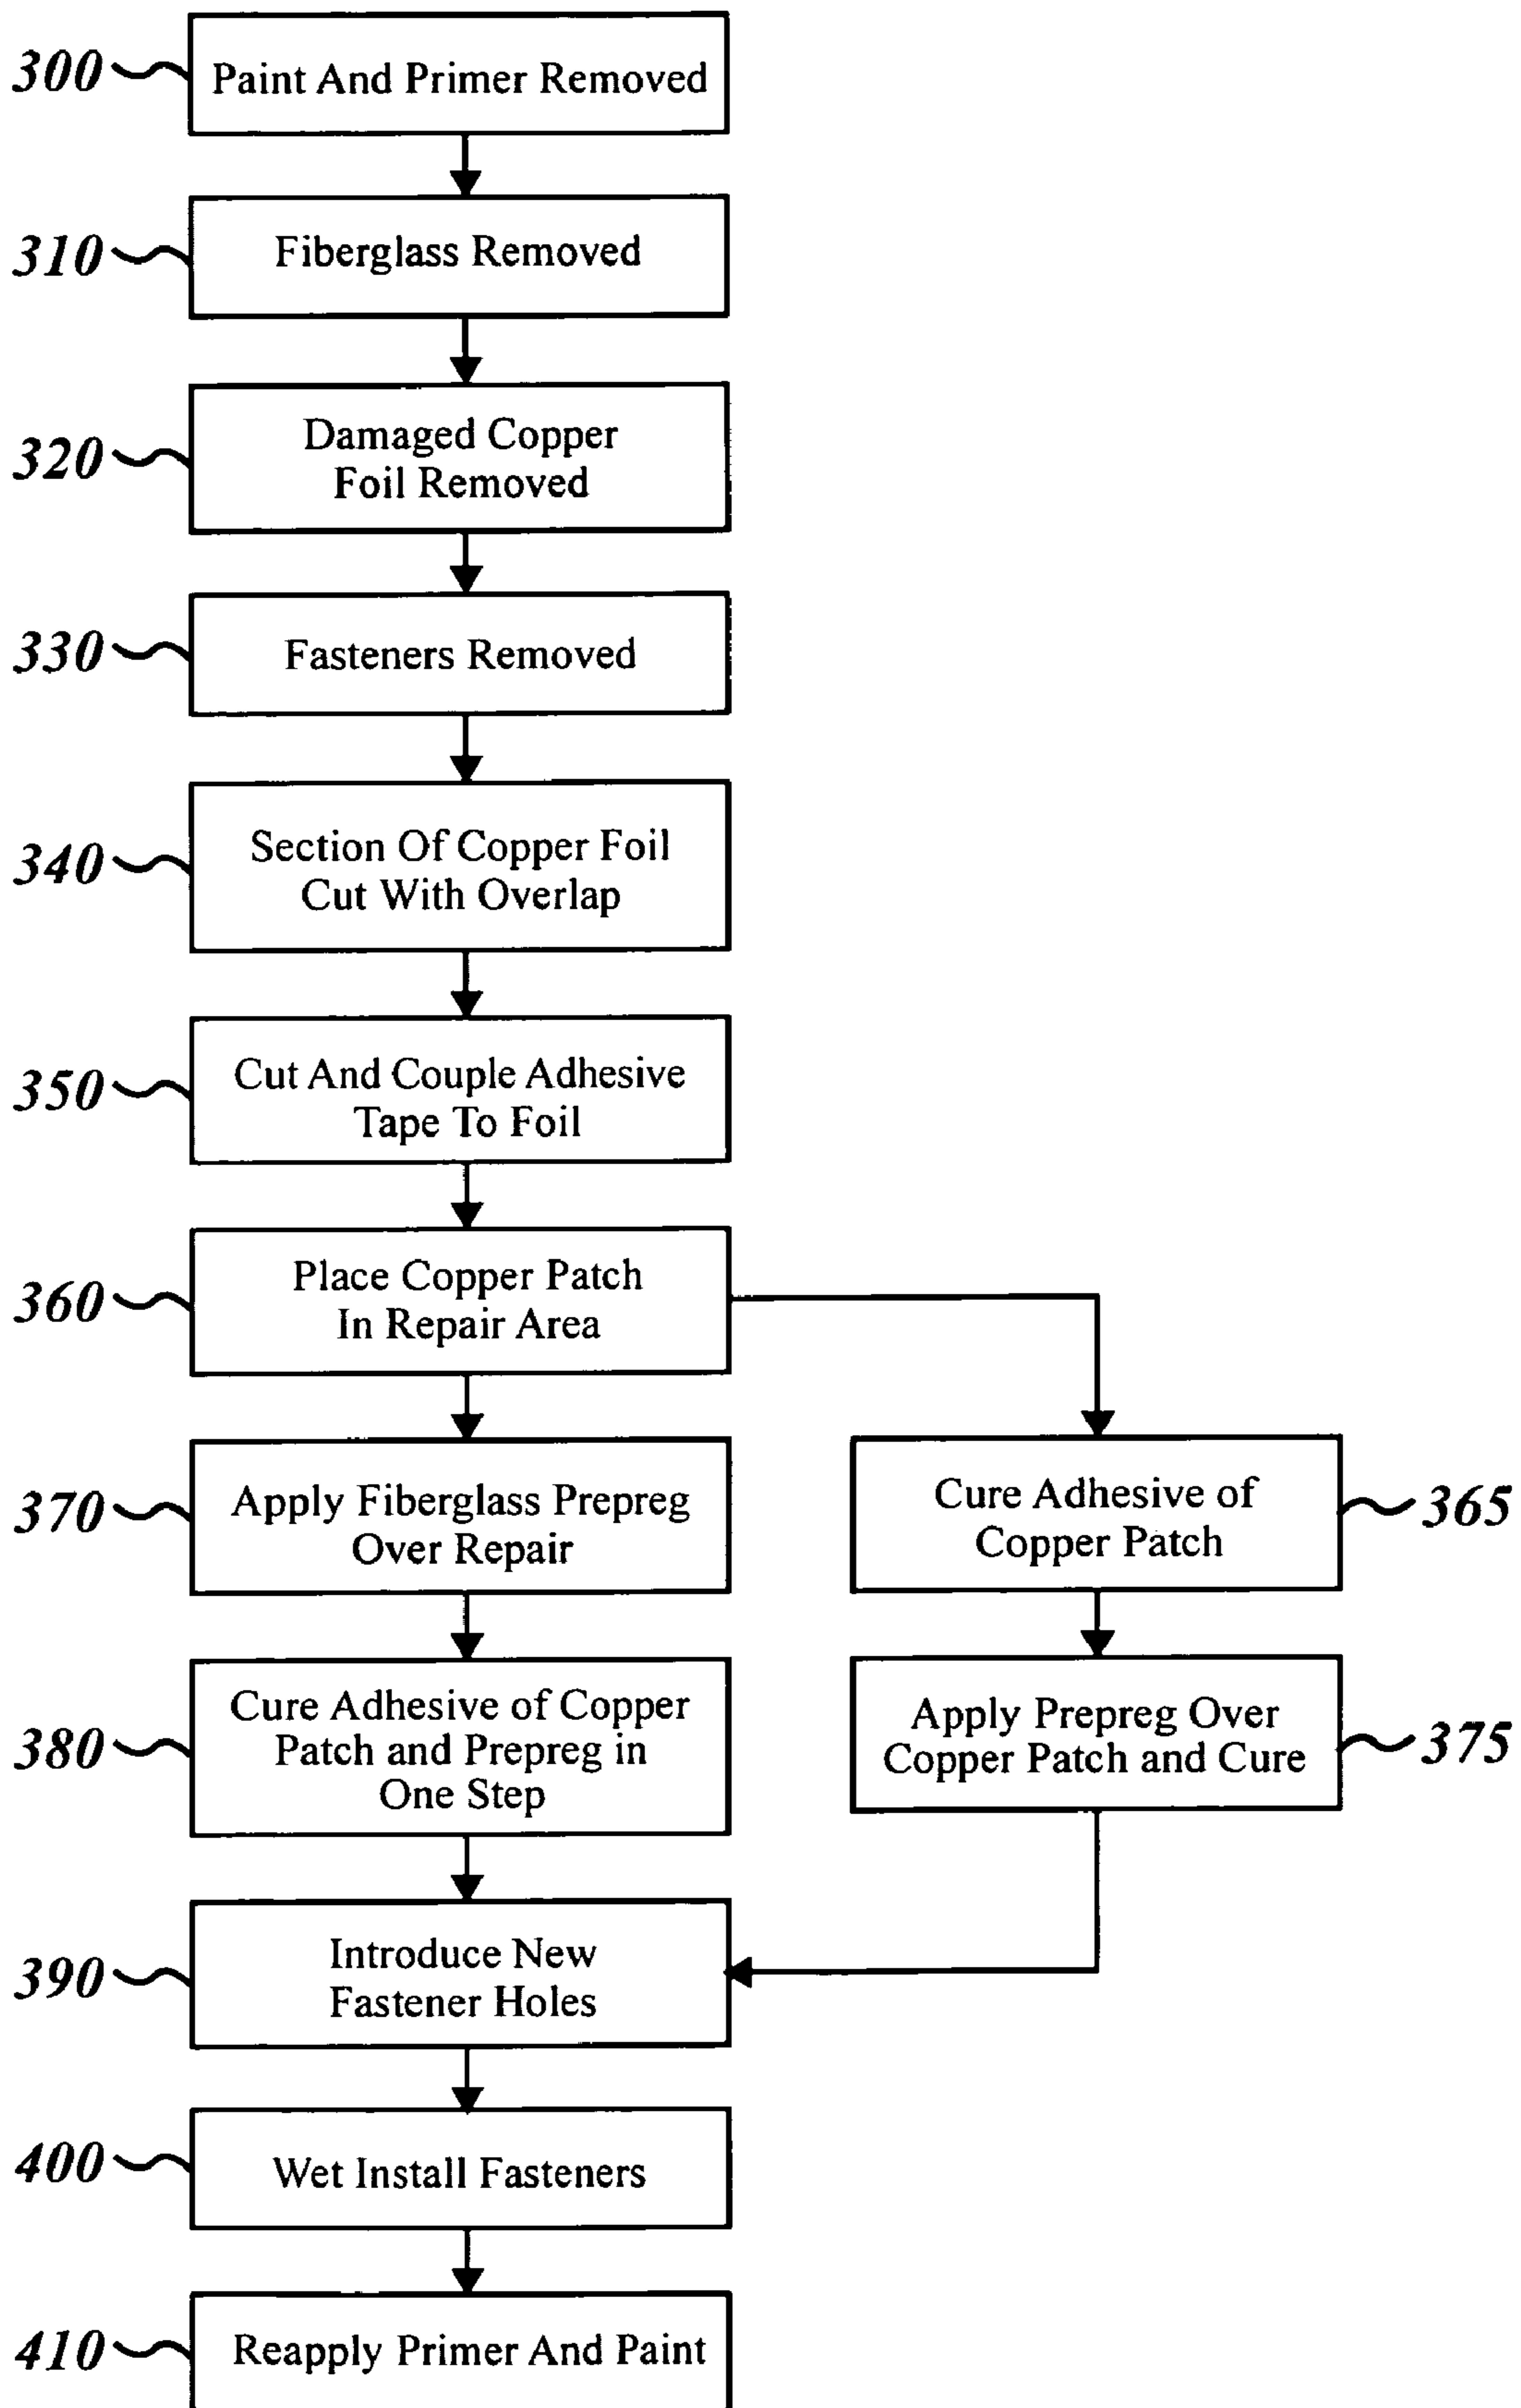 300
Paint And Primer Removed
310
Fiberglass Removed
320
Damaged Copper
Foil Removed
330
Fasteners Removed
340
Section Of Copper Foil
Cut With Overlap
350
Cut And Couple Adhesive
Tape To Foil
360
Place Copper Patch
In Repair Area
370
Apply Fiberglass Prepreg
Over Repair
Cure Adhesive of
Copper Patch
365
380
Cure Adhesive of Copper
Patch and Prepreg in
One Step
Apply Prepreg Over
Copper Patch and Cure
375
390
Introduce New
Fastener Holes
400
Wet Install Fasteners
410
Reapply Primer And Paint